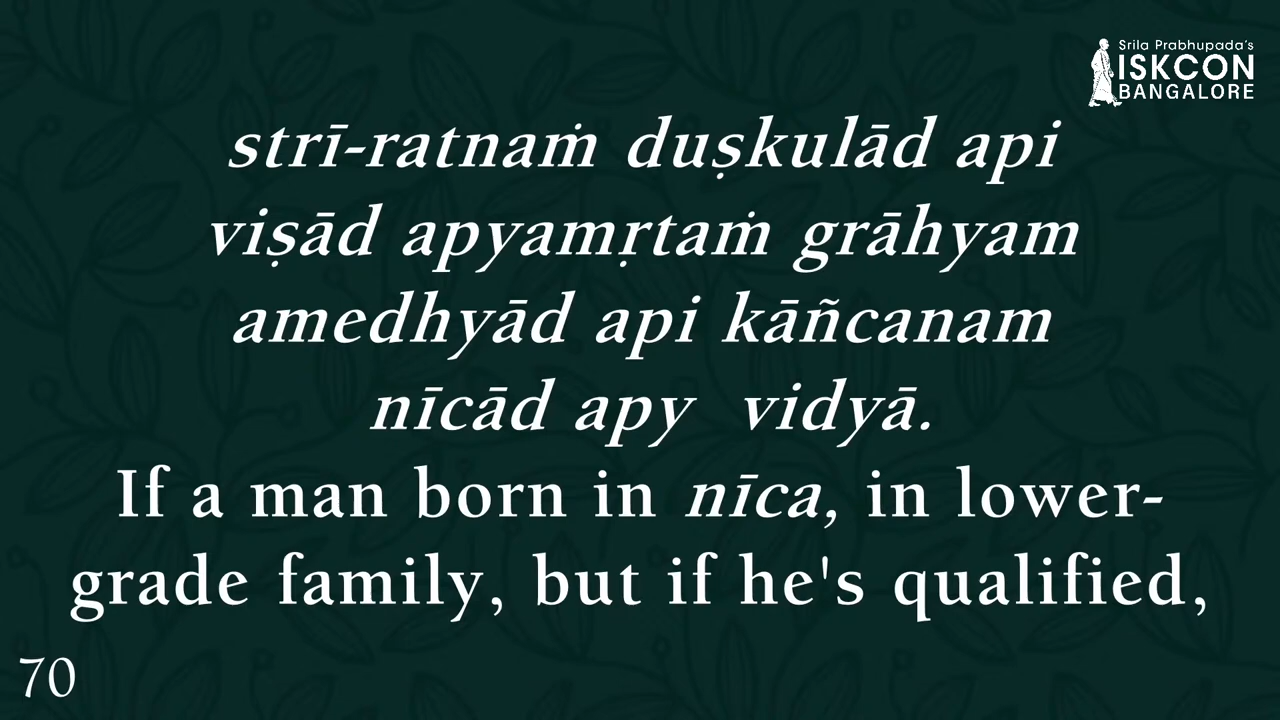 Srila Prabhupada's
ISKCON
BANGALORE
strī-ratnaṁ duṣkulād api
viṣād apyamṛtaṁ grāhyam
amedhyād api kāñcanam
nīcād apy  vidyā.
If a man born in nīca, in lower-
grade family, but if he's qualified,
70